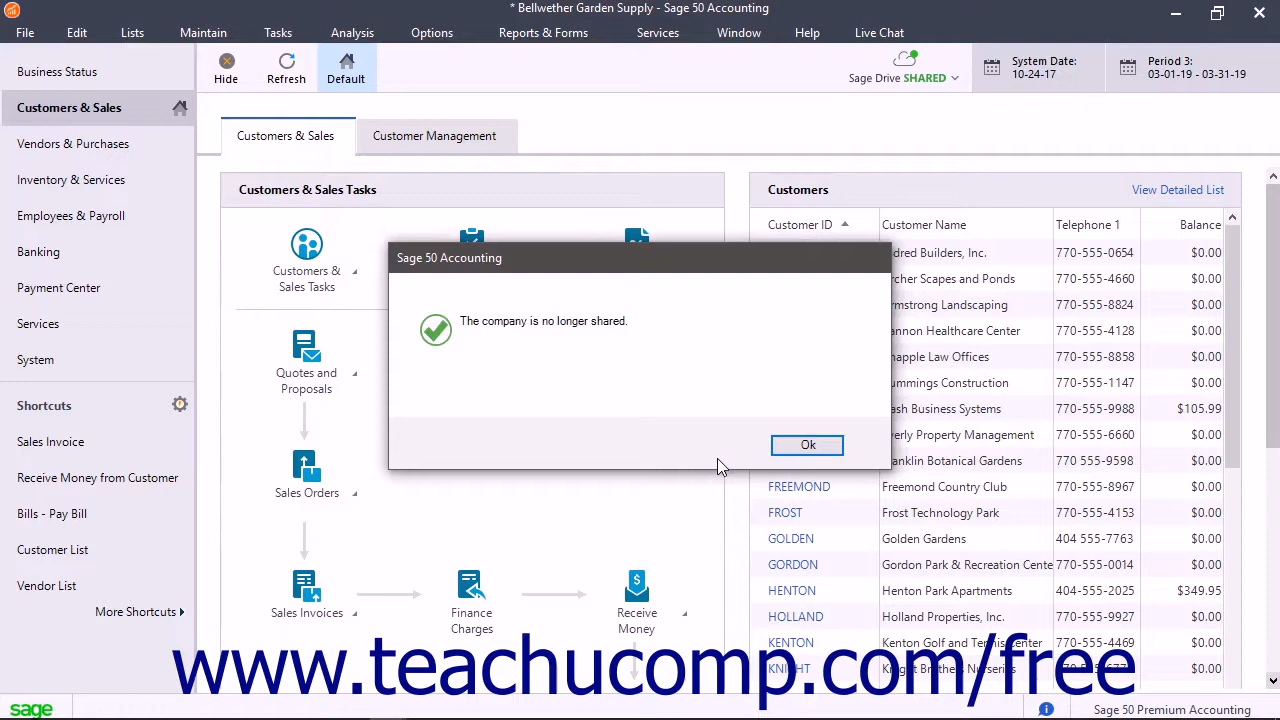 * Bellwether Garden Supply - Sage 50 Accounting
File Edit Lists Maintain Tasks Analysis Options Reports & Forms Services Window Help Live Chat
Hide Refresh Default
Sage Drive SHARED
System Date:
10-24-17
Period 3:
03-01-19 - 03-31-19
Business Status
Customers & Sales
Vendors & Purchases
Inventory & Services
Employees & Payroll
Banking
Payment Center
Services
System
Shortcuts
Sales Invoice
Receive Money from Customer
Bills - Pay Bill
Customer List
Vendor List
More Shortcuts
Customers & Sales Customer Management
Customers & Sales Tasks
Customers &
Sales Tasks
Quotes and
Proposals
Sales Orders
Sales Invoices
Finance
Charges
Receive
Money
Sage 50 Accounting
The company is no longer shared.
Ok
Customers View Detailed List
Customer ID Customer Name Telephone 1 Balance
dred Builders, Inc. 770-555-0654 $0.00
rcher Scapes and Ponds 770-555-4660 $0.00
rmstrong Landscaping 770-555-8824 $0.00
annon Healthcare Center 770-555-4128 $0.00
happle Law Offices 770-555-8858 $0.00
ummings Construction 770-555-1147 $0.00
ash Business Systems 770-555-9988 $105.99
verly Property Management 770-555-6660 $0.00
ranklin Botanical Gardens 770 555-9598 $0.00
FREEMOND Freemond Country Club 770-555-8967 $0.00
FROST Frost Technology Park 770-555-4153 $0.00
GOLDEN Golden Gardens 404 555-7763 $0.00
GORDON Gordon Park & Recreation Cente 770-555-0014 $0.00
HENTON Henton Park Apartments 404-555-2025 $349.95
HOLLAND Holland Properties, Inc. 770-555-9927 $0.00
KENTON Kenton Golf and Tennis Center 770-555-4469 $0.00
KNIGHT Knight Brothers Nurseries $0.00
www.teachucomp.com/free
sage
Sage 50 Premium Accounting